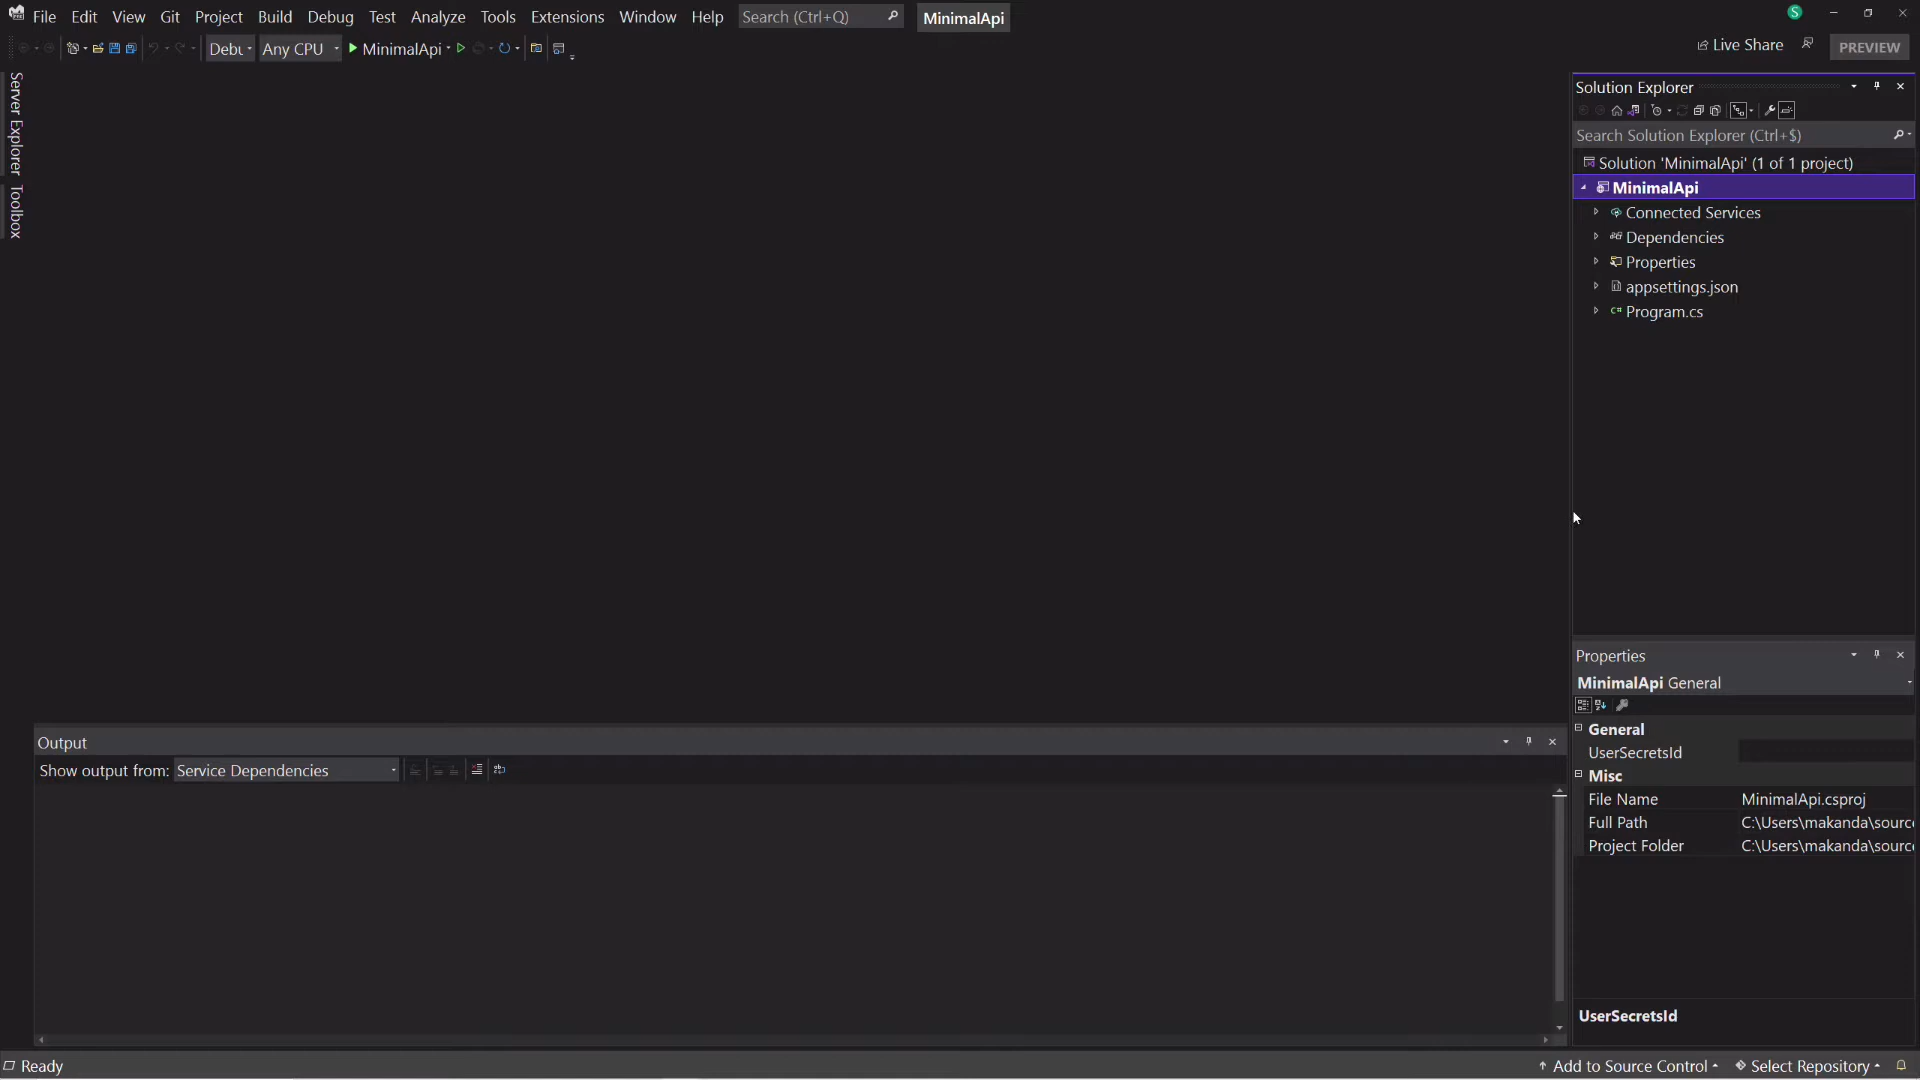 File Edit View Git Project Build Debug Test Analyze Tools Extensions Window Help Search (Ctrl+Q) MinimalApi
S
Debu Any CPU MinimalApi
Live Share PREVIEW
Server Explorer
Toolbox
Solution Explorer
Search Solution Explorer (Ctrl+$)
Solution 'MinimalApi' (1 of 1 project)
MinimalApi
Connected Services
Dependencies
Properties
appsettings.json
C# Program.cs
Output
Show output from: Service Dependencies
Properties
MinimalApi General
General
UserSecretsId
Misc
File Name MinimalApi.csproj
Full Path C:\Users\makanda\sourc
Project Folder C:\Users\makanda\sourc
UserSecretsId
Ready
Add to Source Control Select Repository